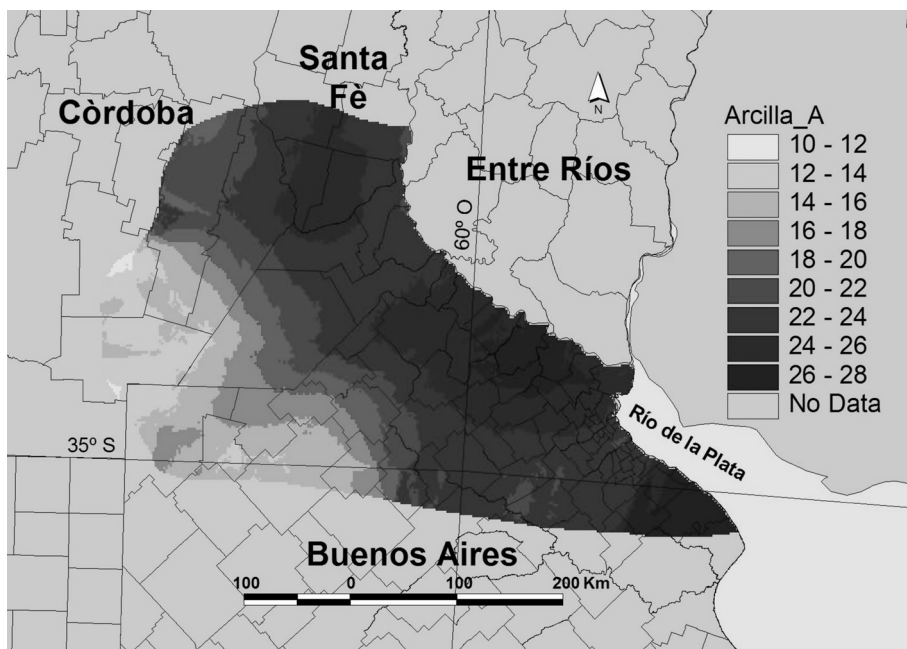 Santa
Fè
Còrdoba
N
Entre Ríos
60º O
Arcilla_A
10 - 12
12 - 14
14 - 16
16 - 18
18 - 20
20 - 22
22 - 24
24 - 26
26 - 28
No Data
Río de la Plata
35º S
Buenos Aires
100 0 100 200 Km